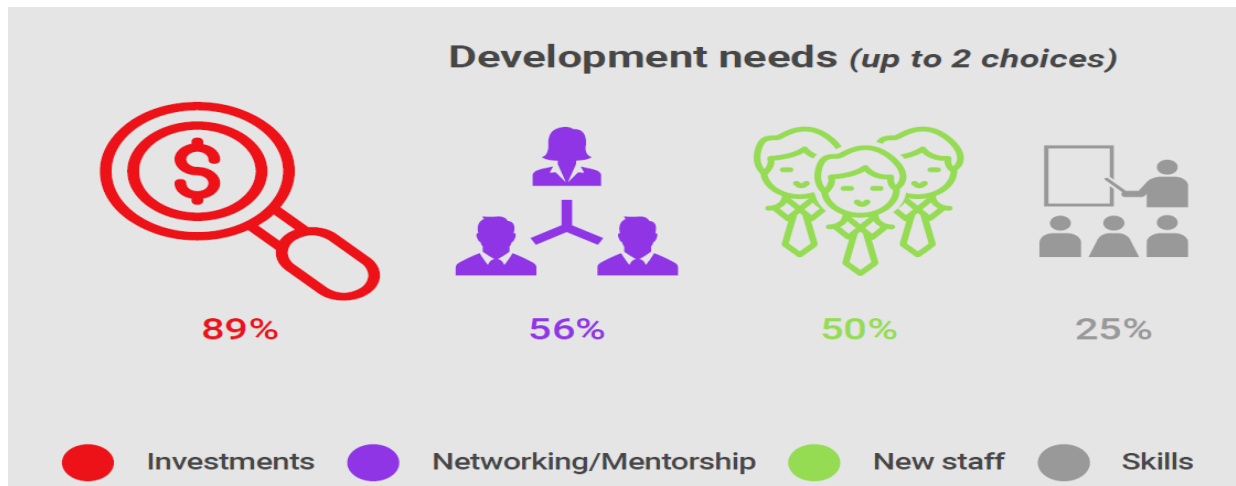 Development needs (up to 2 choices)
$
89% 56% 50% 25%
Investments Networking/Mentorship New staff Skills